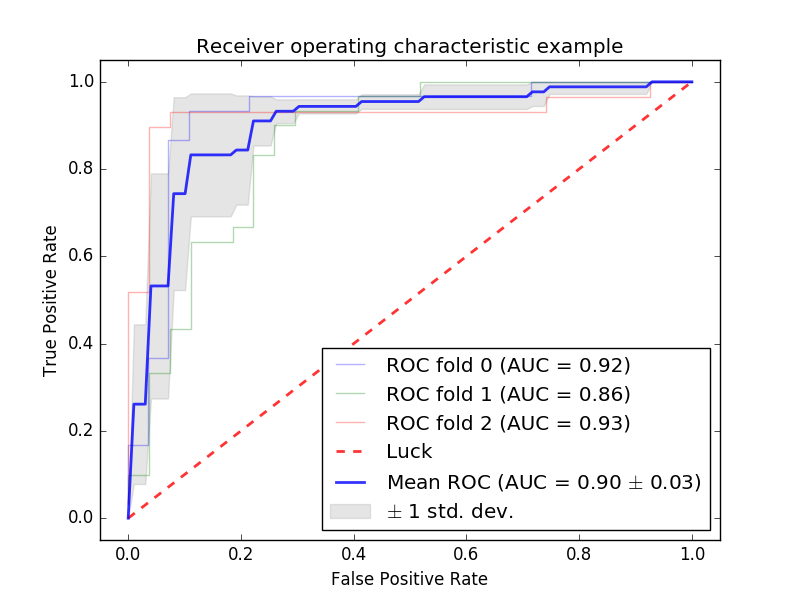 Receiver operating characteristic example
True Positive Rate
1.0
0.8
0.6
0.4
0.2
0.0
ROC fold 0 (AUC = 0.92)
ROC fold 1 (AUC = 0.86)
ROC fold 2 (AUC = 0.93)
Luck
Mean ROC (AUC = 0.90 ± 0.03)
± 1 std. dev.
0.0 0.2 0.4 0.6 0.8 1.0
False Positive Rate